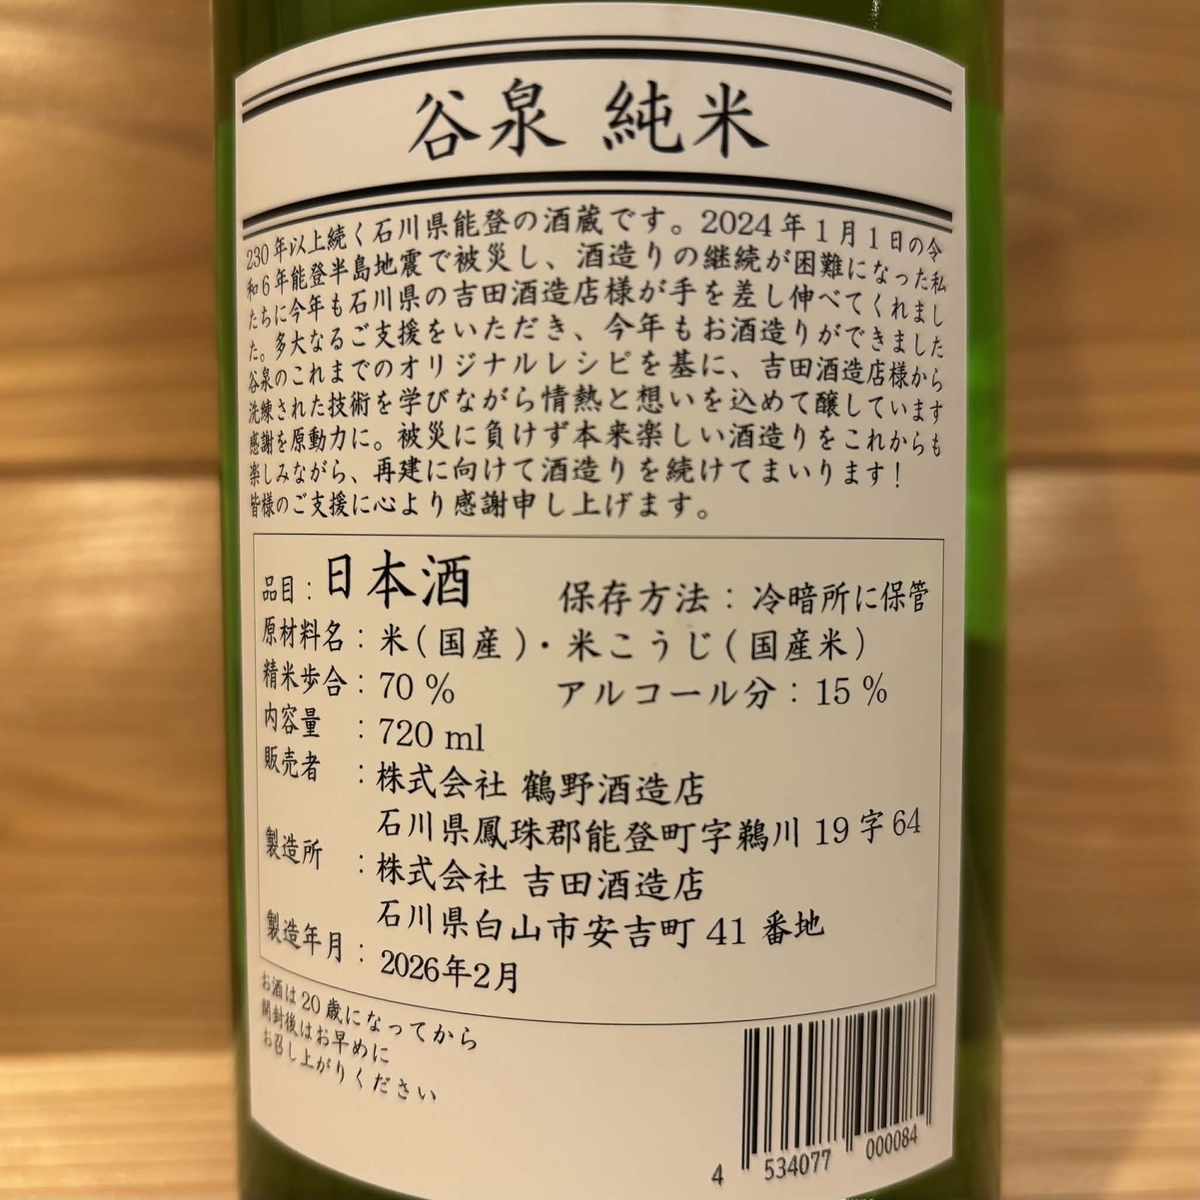 谷泉 純米
230年以上続く石川県能登の酒蔵です。2024年1月1日の令
和6年能登半島地震で被災し、酒造りの継続が困難になった私
たちに今年も石川県の吉田酒造店様が手を差し伸べてくれまし
た。多大なるご支援をいただき、今年もお酒造りができました
谷泉のこれまでのオリジナルレシピを基に、吉田酒造店様から
洗練された技術を学びながら情熱と想いを込めて醸しています
感謝を原動力に。被災に負けず本来楽しい酒造りをこれからも
楽しみながら、再建に向けて酒造りを続けてまいります!
皆様のご支援に心より感謝申し上げます。
品目:日本酒 保存方法:冷暗所に保管
原材料名:米(国産)・米こうじ(国産米)
精米歩合:70% アルコール分:15%
内容量:720 ml
販売者:株式会社 鶴野酒造店
石川県鳳珠郡能登町字鵜川19字64
製造所:株式会社 吉田酒造店
石川県白山市安吉町41番地
製造年月:2026年2月
お酒は20歳になってから
開封後はお早めに
お召し上がりください
4 534077 000084